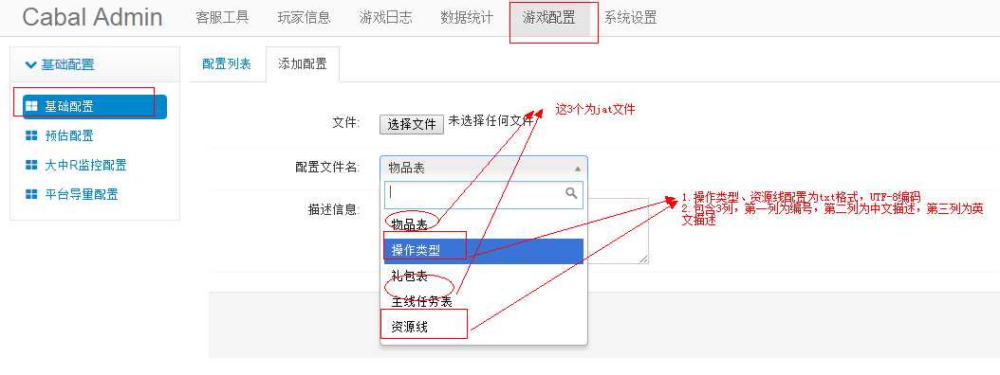 Cabal Admin 客服工具 玩家信息 游戏日志 数据统计 游戏配置 系统设置
基础配置
基础配置
预估配置
大中R监控配置
平台导量配置
配置列表 添加配置
文件: 选择文件 未选择任何文件
这3个为jat文件
配置文件名: 物品表
描述信息:
物品表
操作类型
礼包表
主线任务表
资源线
1.操作类型、资源线配置为txt格式，UTF-8编码
2.包含3列，第一列为编号，第二列为中文描述，第三列为英
文描述